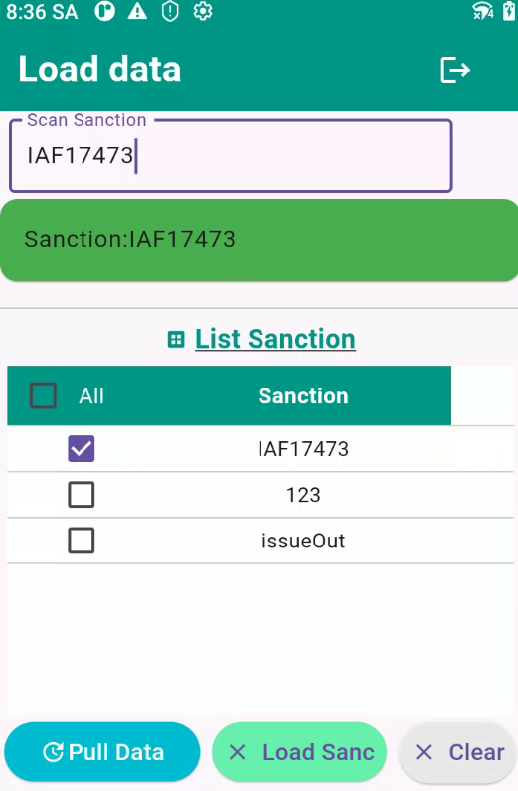 8:36 SA
4
Load data
Scan Sanction
IAF17473
Sanction:IAF17473
List Sanction
All Sanction
IAF17473
123
issueOut
Pull Data Load Sanc Clear